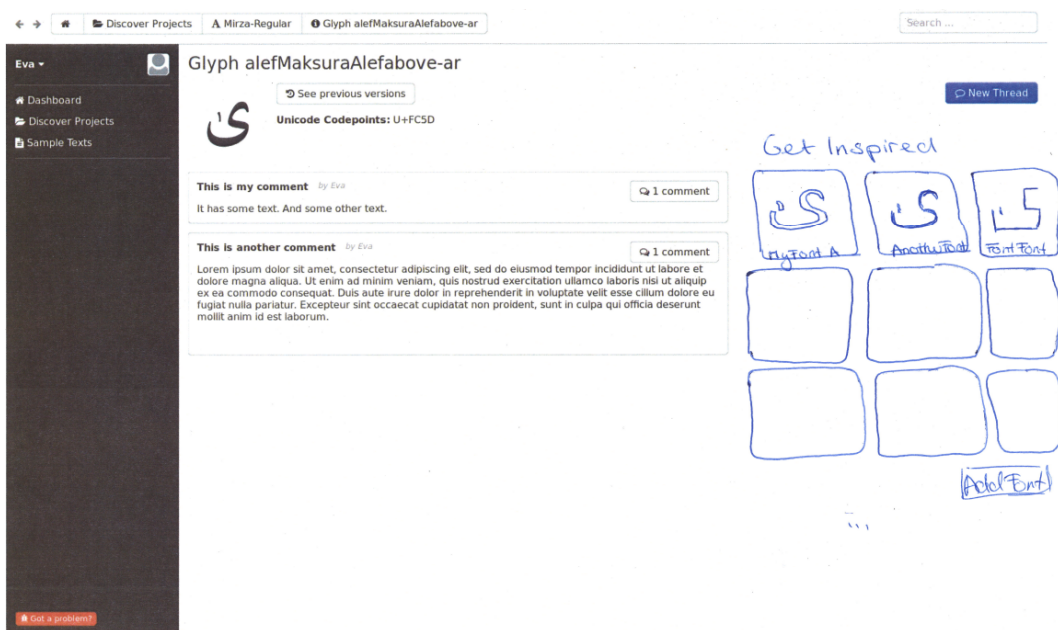 Discover Projects
Mirza-Regular
Glyph alefMaksuraAlefabove-ar
Search ...
Eva
Dashboard
Discover Projects
Sample Texts
Glyph alefMaksuraAlefabove-ar
See previous versions
Unicode Codepoints: U+FC5D
New Thread
ىٰ
This is my comment by Eva
1 comment
It has some text. And some other text.
This is another comment by Eva
1 comment
Lorem ipsum dolor sit amet, consectetur adipiscing elit, sed do eiusmod tempor incididunt ut labore et
dolore magna aliqua. Ut enim ad minim veniam, quis nostrud exercitation ullamco laboris nisi ut aliquip
ex ea commodo consequat. Duis aute irure dolor in reprehenderit in voluptate velit esse cillum dolore eu
fugiat nulla pariatur. Excepteur sint occaecat cupidatat non proident, sunt in culpa qui officia deserunt
mollit anim id est laborum.
Get Inspired
ىٰ ىٰ ىٰ
MyFont A AnotherFont FontFont
Add Font
...
Got a problem?